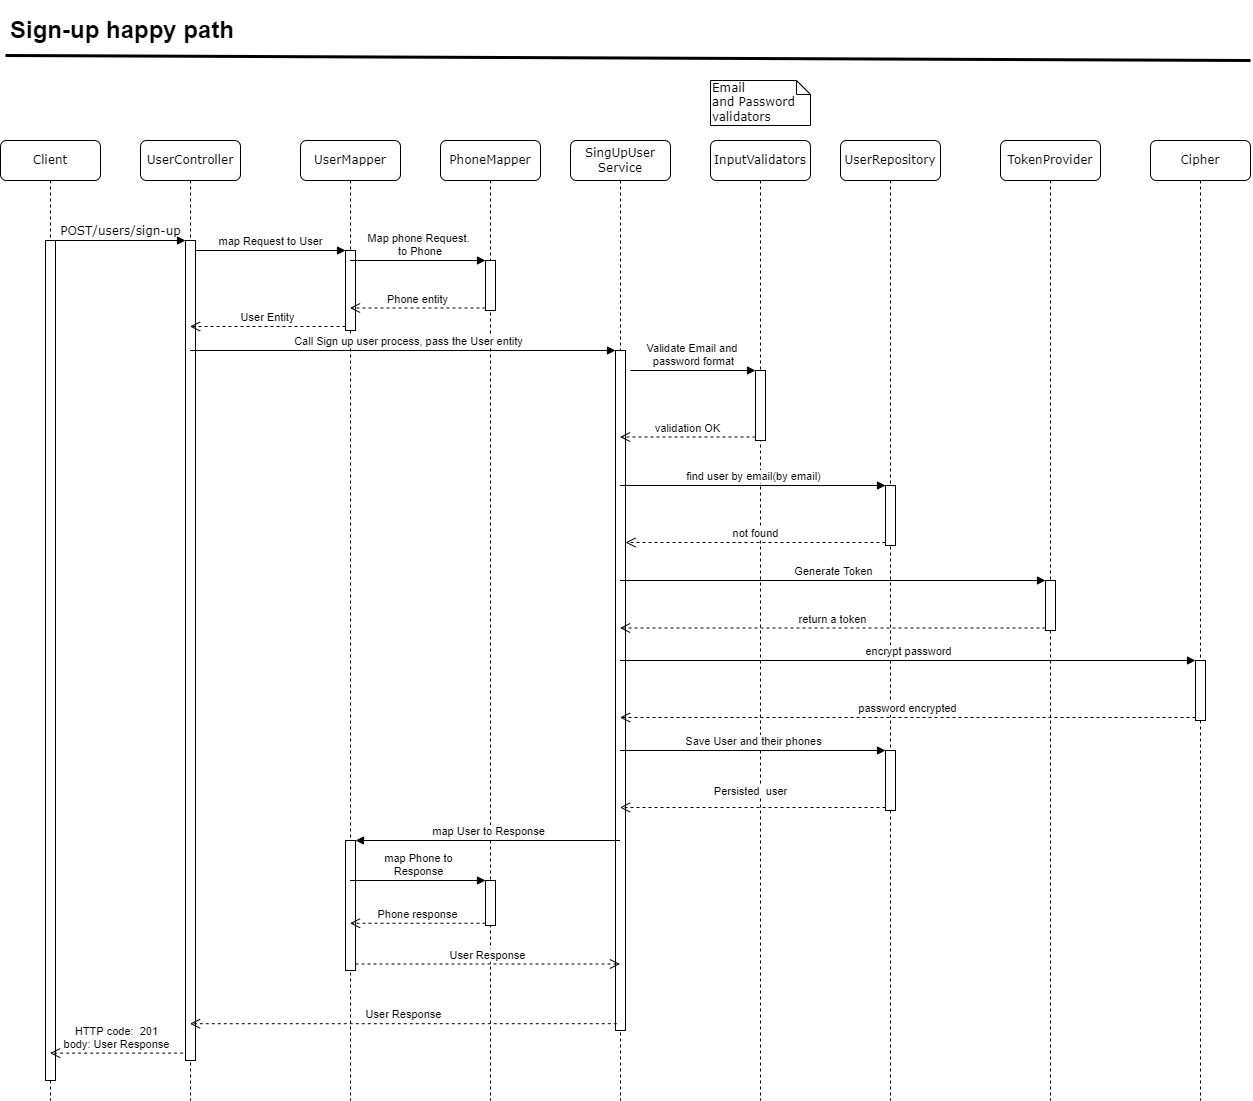 Sign-up happy path
Email
and Password
validators
Client
UserController
UserMapper
PhoneMapper
SingUpUser
Service
InputValidators
UserRepository
TokenProvider
Cipher
POST/users/sign-up
map Request to User
Map phone Request.
to Phone
Phone entity
User Entity
Call Sign up user process, pass the User entity
Validate Email and
password format
validation OK
find user by email(by email)
not found
Generate Token
return a token
encrypt password
password encrypted
Save User and their phones
Persisted  user
map User to Response
map Phone to
Response
Phone response
User Response
User Response
HTTP code:  201
body: User Response